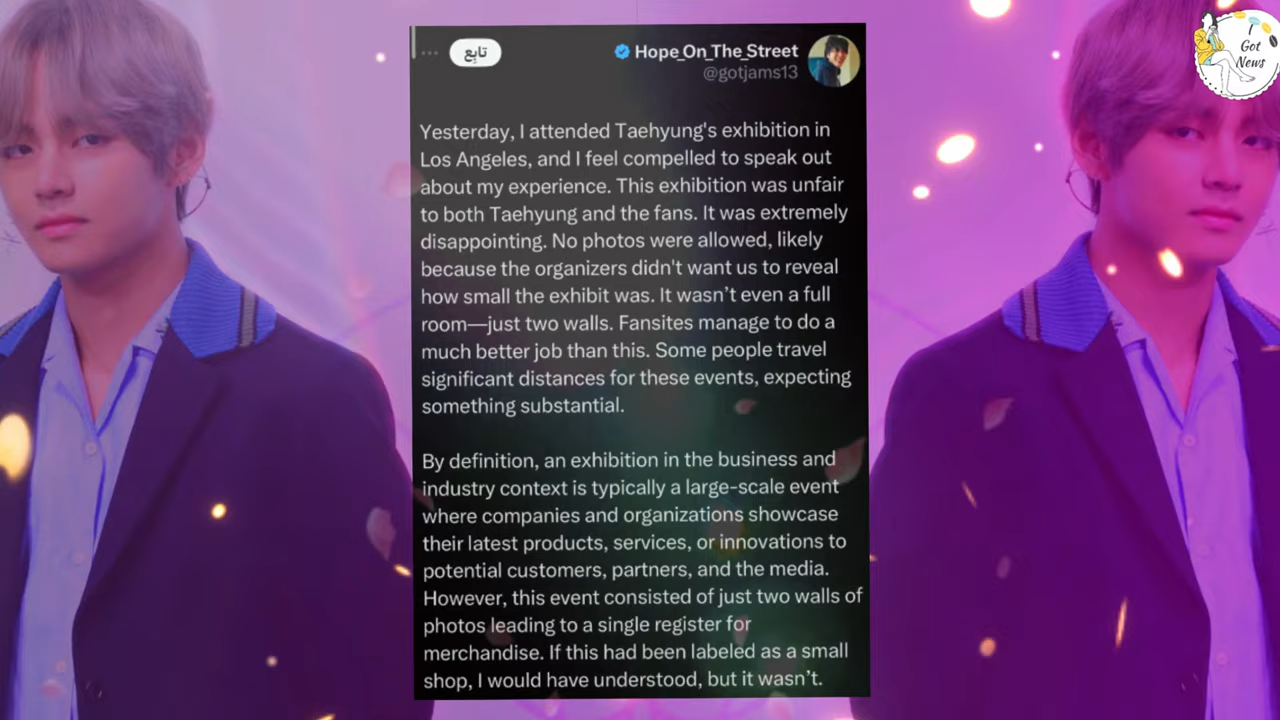 تابع
Hope_On_The_Street
@gotjams13
I
Got
News
Yesterday, I attended Taehyung's exhibition in
Los Angeles, and I feel compelled to speak out
about my experience. This exhibition was unfair
to both Taehyung and the fans. It was extremely
disappointing. No photos were allowed, likely
because the organizers didn't want us to reveal
how small the exhibit was. It wasn’t even a full
room—just two walls. Fansites manage to do a
much better job than this. Some people travel
significant distances for these events, expecting
something substantial.
By definition, an exhibition in the business and
industry context is typically a large-scale event
where companies and organizations showcase
their latest products, services, or innovations to
potential customers, partners, and the media.
However, this event consisted of just two walls of
photos leading to a single register for
merchandise. If this had been labeled as a small
shop, I would have understood, but it wasn’t.